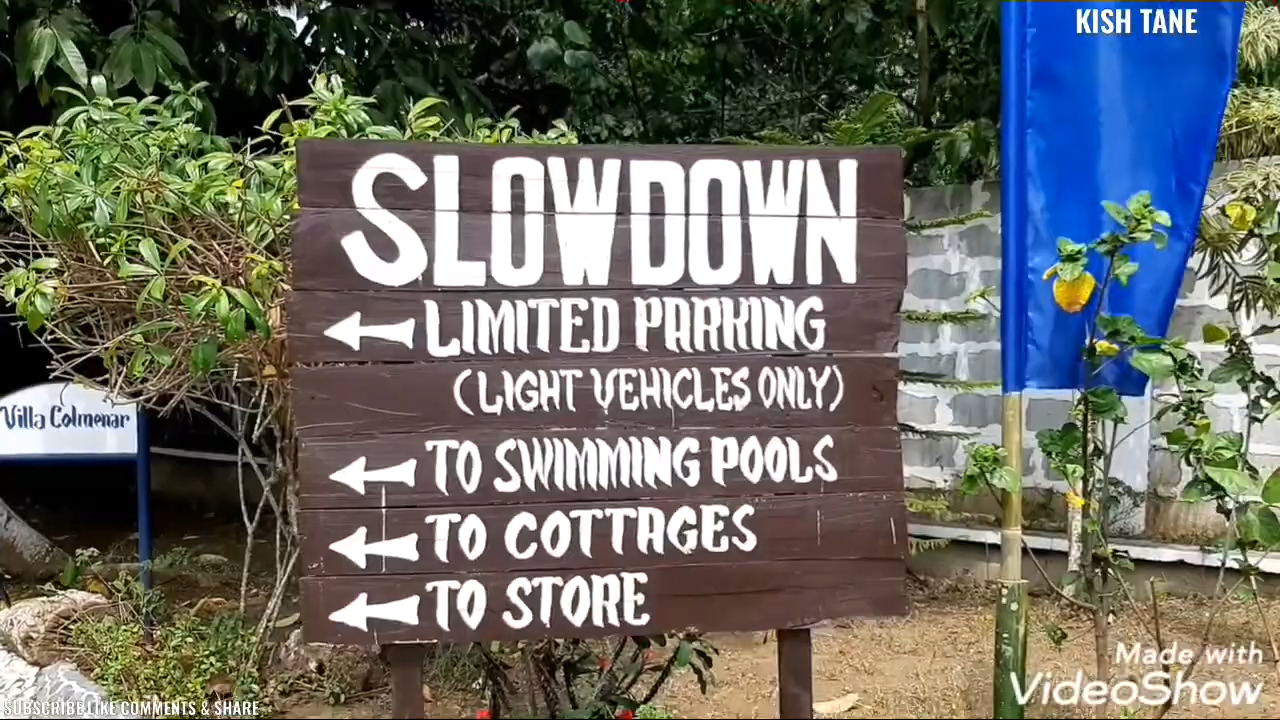 KISH TANE
SLOWDOWN
LIMITED PARKING
(LIGHT VEHICLES ONLY)
TO SWIMMING POOLS
TO COTTAGES
TO STORE
Villa Colmenar
Made with
VideoShow
SUBSCRIBE LIKE COMMENTS & SHARE